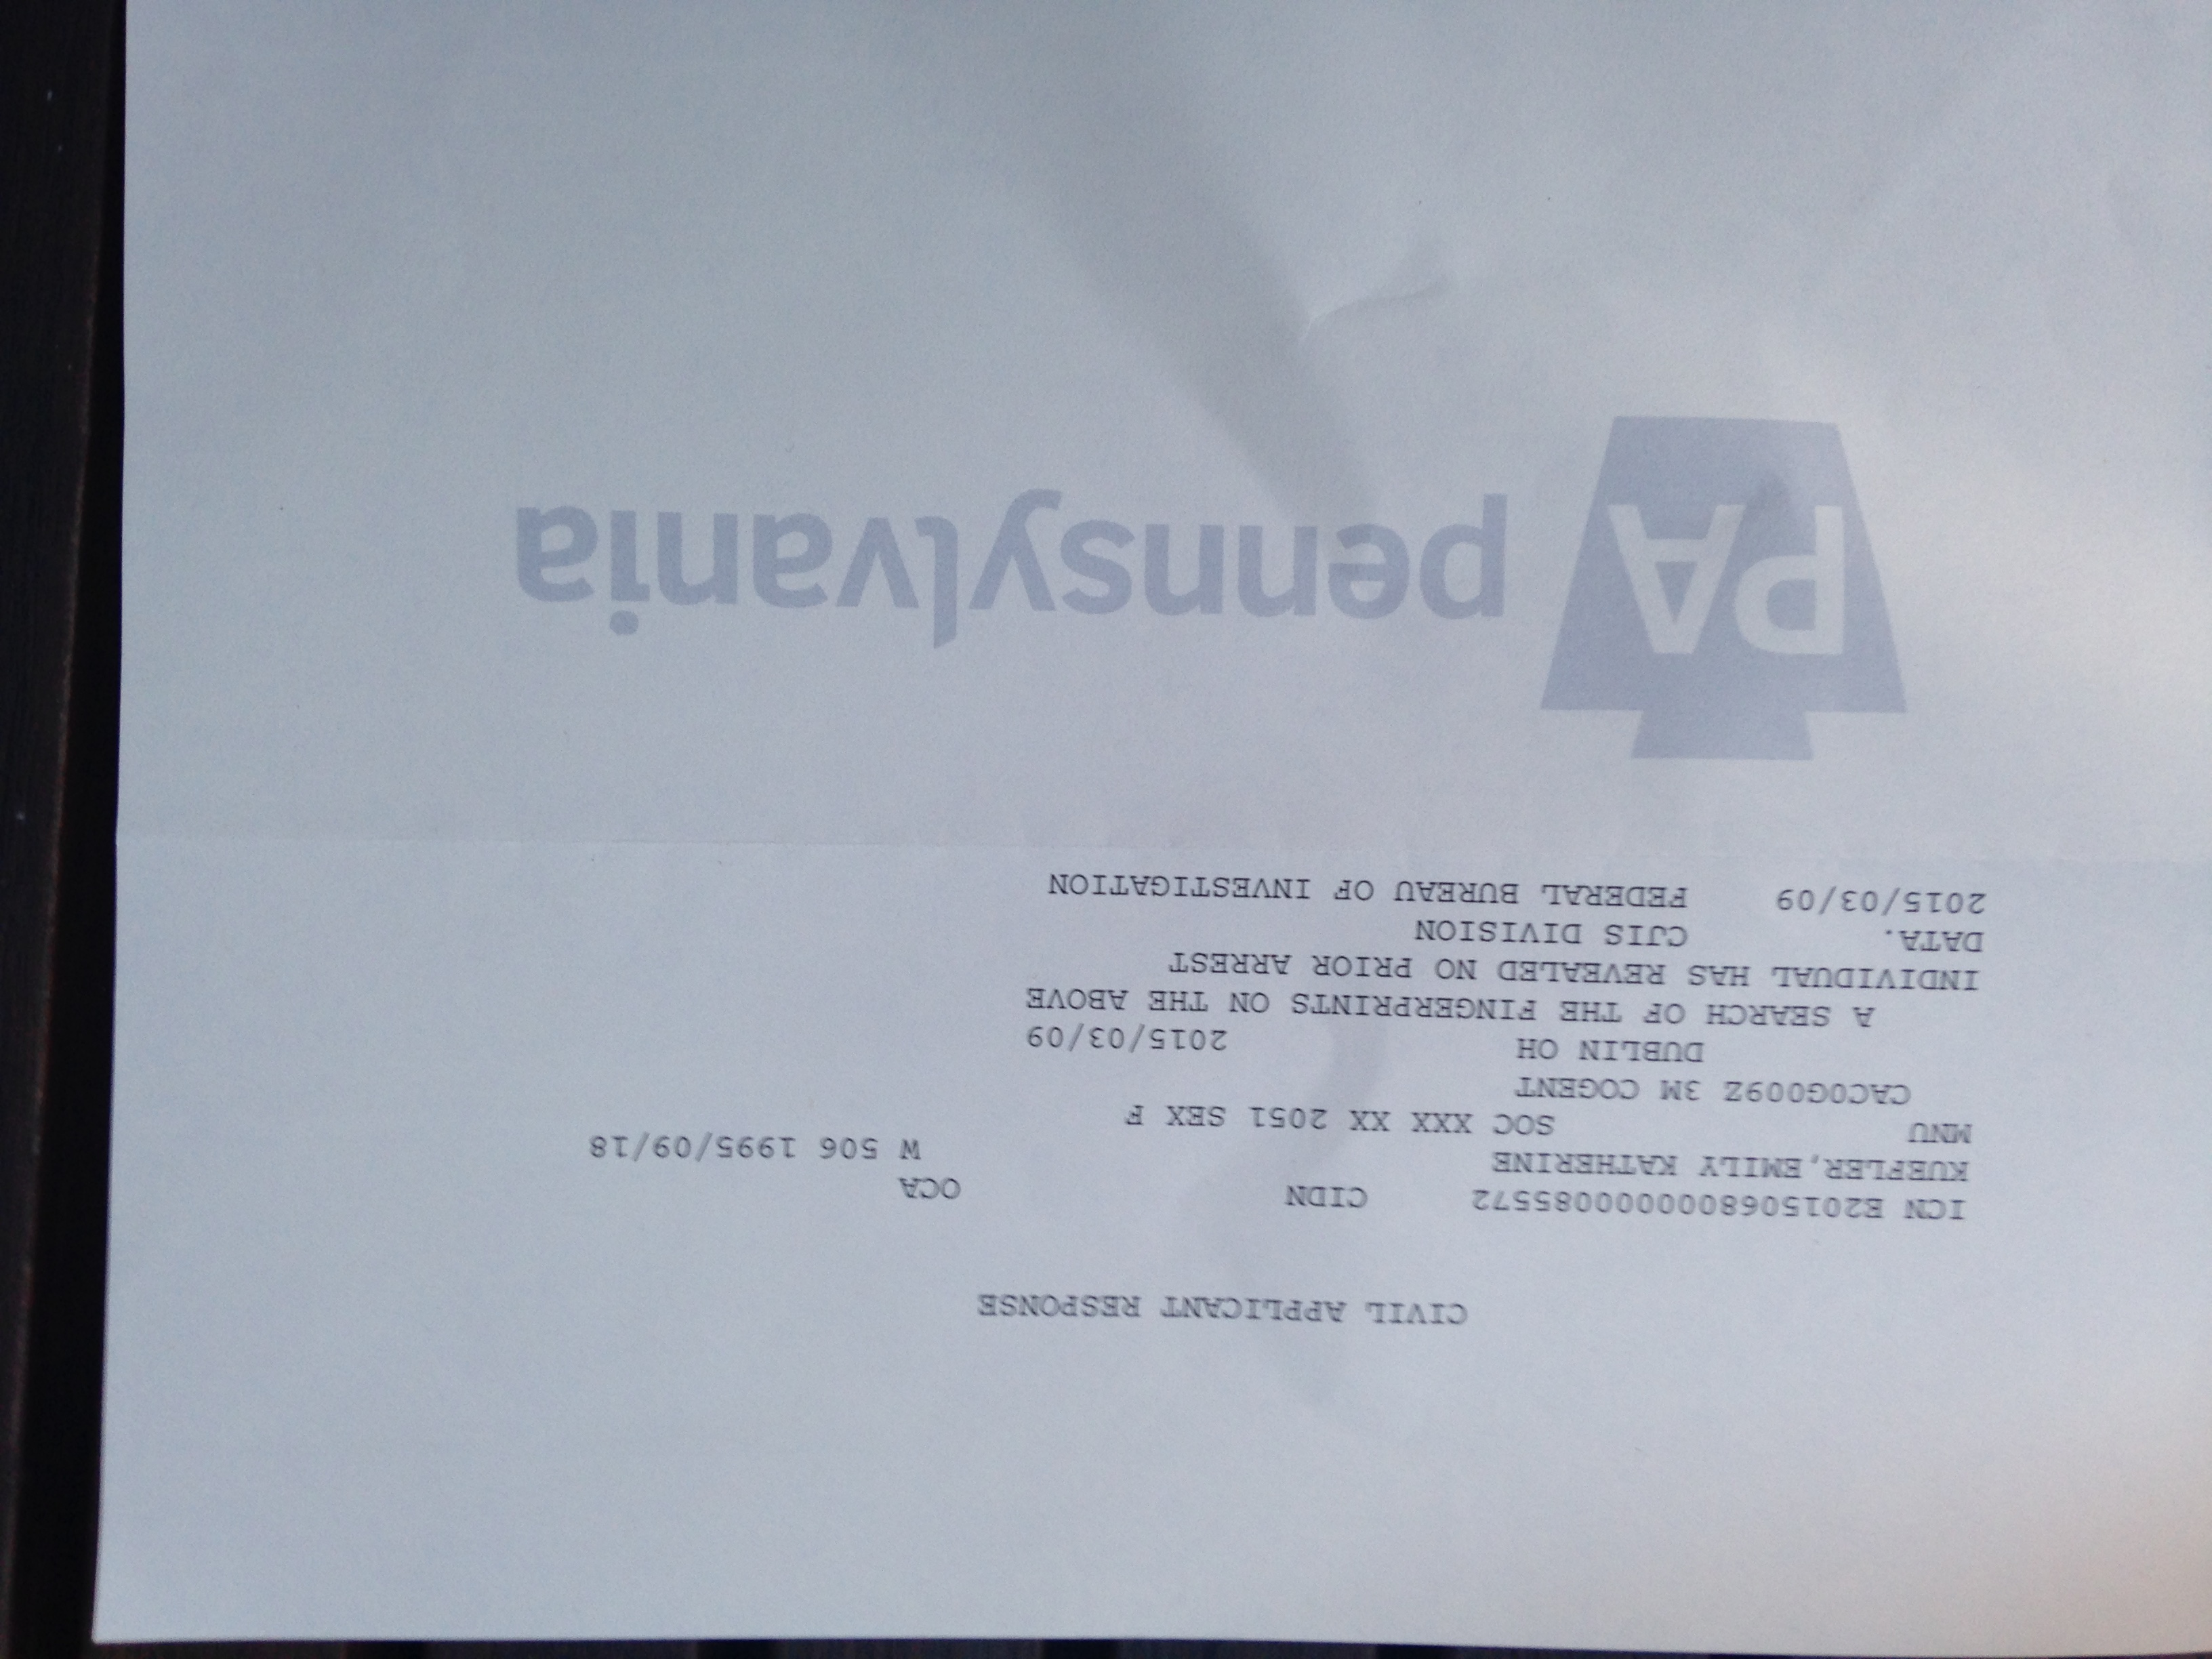 CIVIL APPLICANT RESPONSE
ICN E2015068000000085572 CIDN OCA
KUEFLER,EMILY KATHERINE W 506 1995/09/18
MNU SOC XXX XX 2051 SEX F
CACOG009Z 3M COGENT
DUBLIN OH 2015/03/09
A SEARCH OF THE FINGERPRINTS ON THE ABOVE
INDIVIDUAL HAS REVEALED NO PRIOR ARREST
DATA. CJIS DIVISION
2015/03/09 FEDERAL BUREAU OF INVESTIGATION
PA pennsylvania